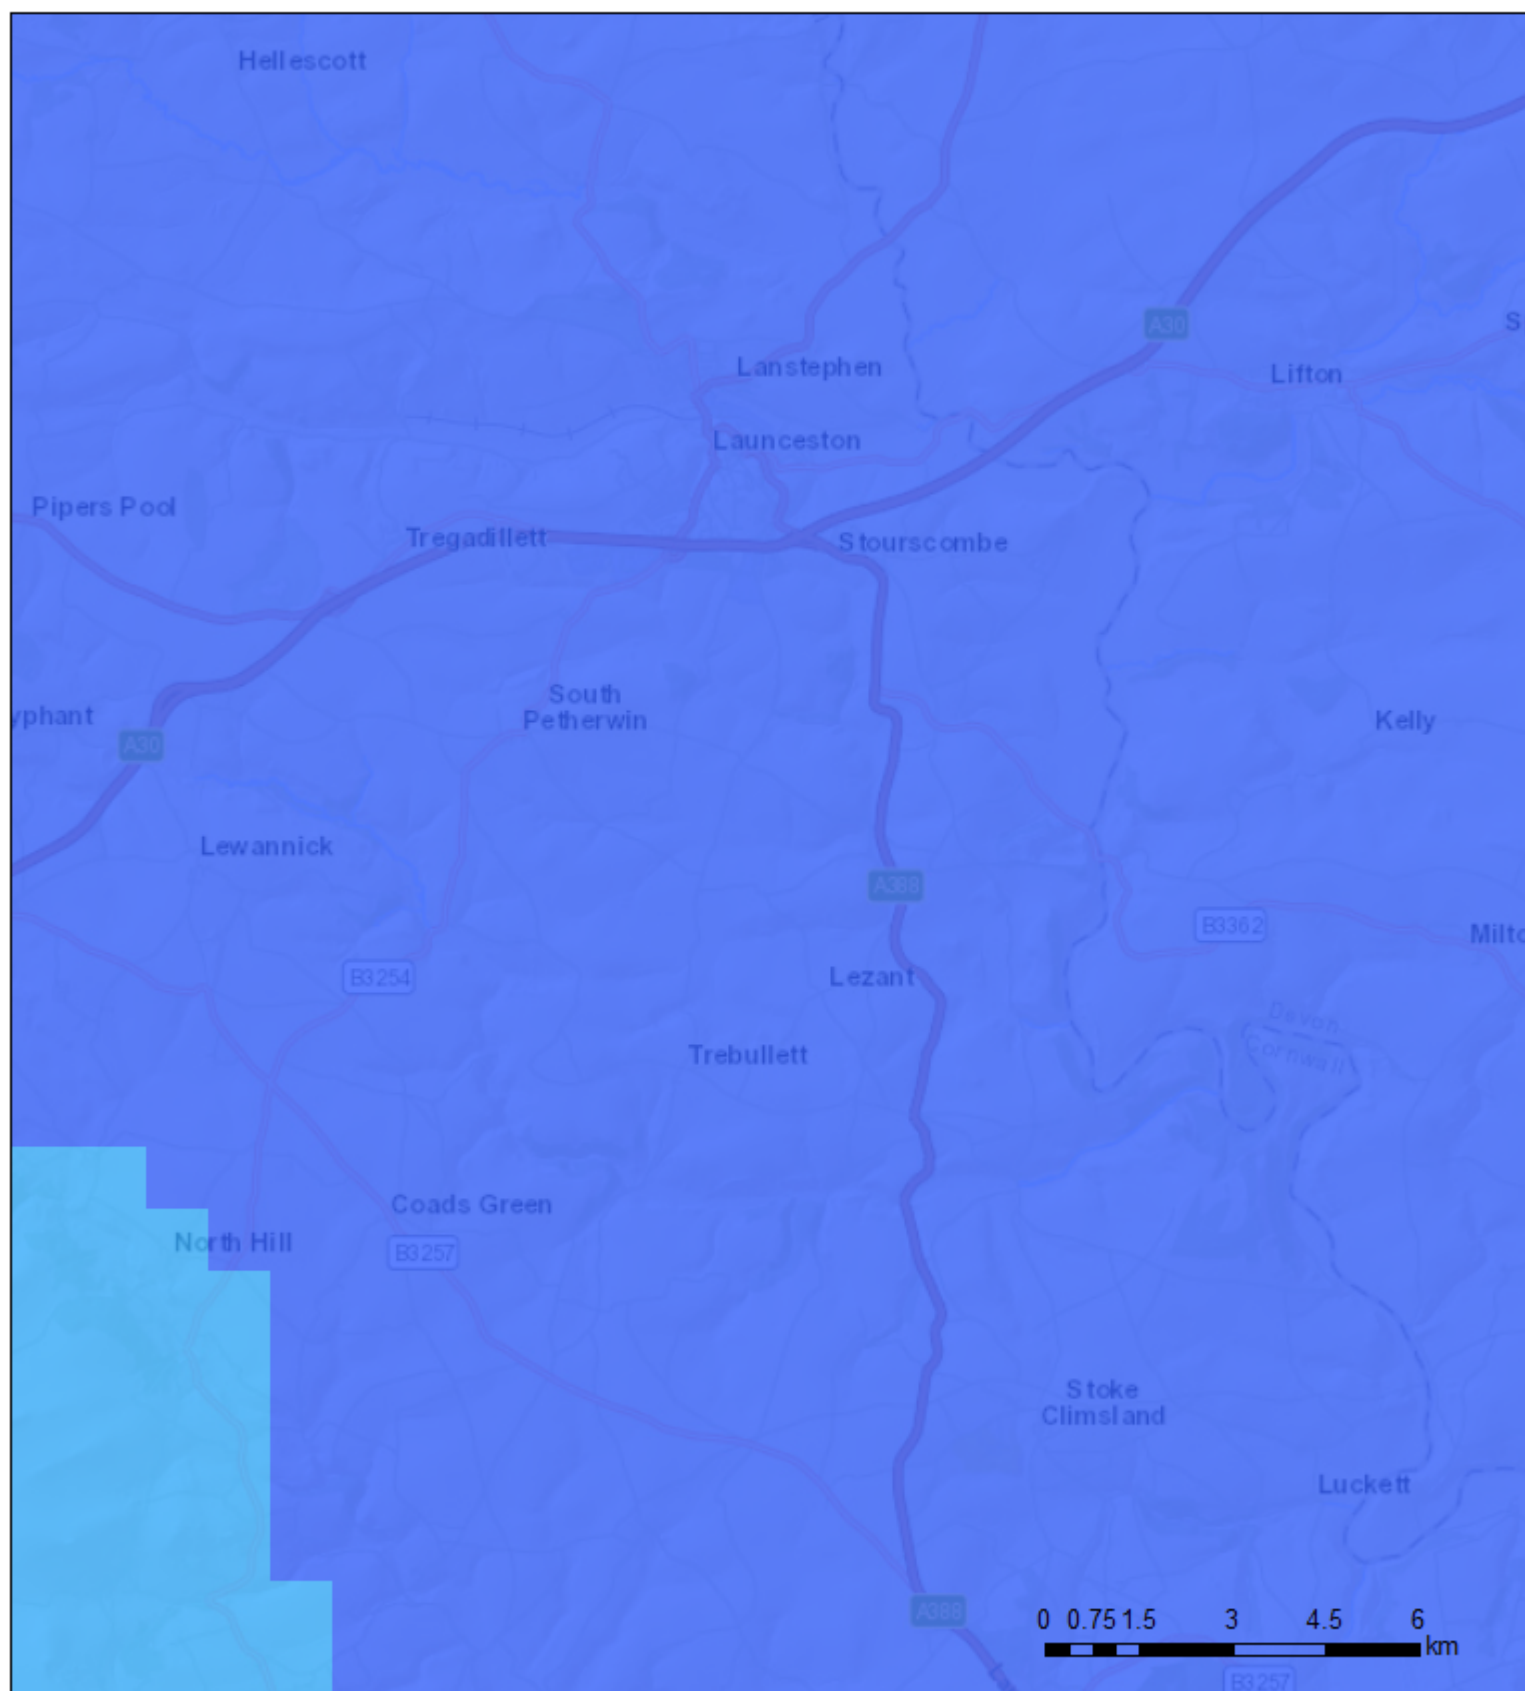 Hellescott
A30
S
Lanstephen
Lifton
Launceston
Pipers Pool
Tregadillett
Stourscombe
South
Petherwin
yphant
Kelly
A30
Lewannick
A388
B3362
Milto
B3254
Lezant
Devon
Cornwall
Trebullett
Coads Green
North Hill
B3257
Stoke
Climsland
Luckett
A388
0 0.75 1.5 3 4.5 6
km
B3257